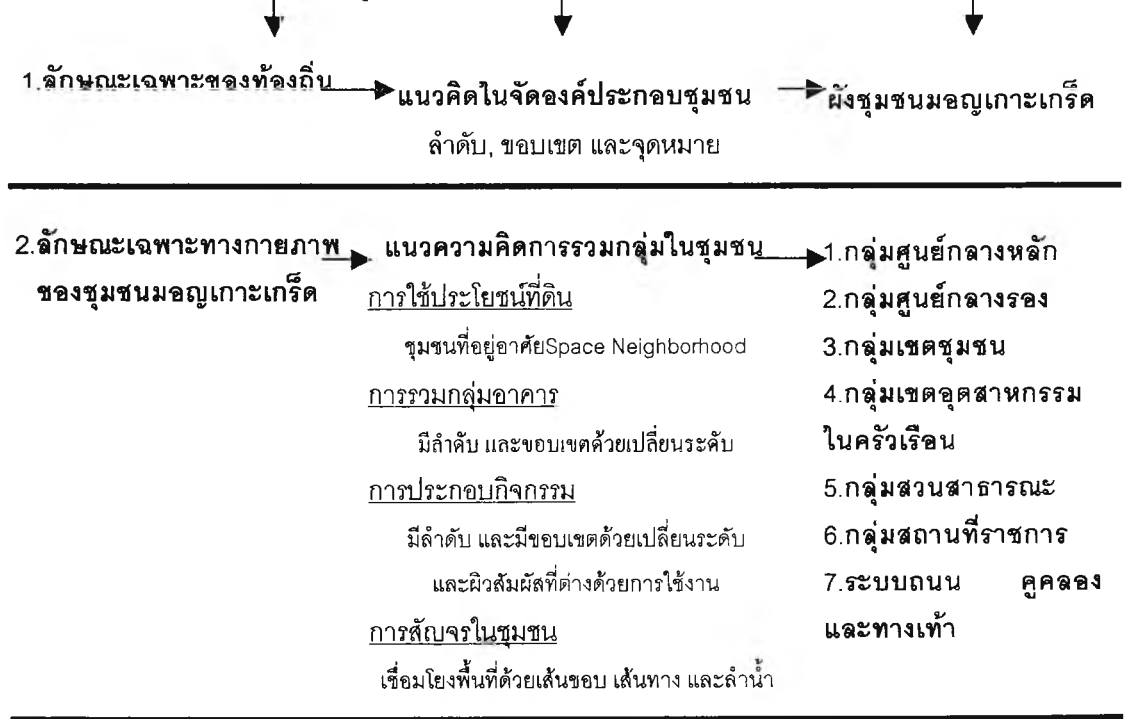 1.ลักษณะเฉพาะของท้องถิ่น
แนวคิดในจัดองค์ประกอบชุมชน
ลำดับ, ขอบเขต และจุดหมาย
ผังชุมชนมอญเกาะเกร็ด
2.ลักษณะเฉพาะทางกายภาพ
ของชุมชนมอญเกาะเกร็ด
แนวความคิดการรวมกลุ่มในชุมชน
การใช้ประโยชน์ที่ดิน
ชุมชนที่อยู่อาศัยSpace Neighborhood
การรวมกลุ่มอาคาร
มีลำดับ และขอบเขตด้วยเปลี่ยนระดับ
การประกอบกิจกรรม
มีลำดับ และมีขอบเขตด้วยเปลี่ยนระดับ
และผิวสัมผัสที่ต่างด้วยการใช้งาน
การสัญจรในชุมชน
เชื่อมโยงพื้นที่ด้วยเส้นขอบ เส้นทาง และลำน้ำ
1.กลุ่มศูนย์กลางหลัก
2.กลุ่มศูนย์กลางรอง
3.กลุ่มเขตชุมชน
4.กลุ่มเขตอุตสาหกรรม
ในครัวเรือน
5.กลุ่มสวนสาธารณะ
6.กลุ่มสถานที่ราชการ
7.ระบบถนน คูคลอง
และทางเท้า